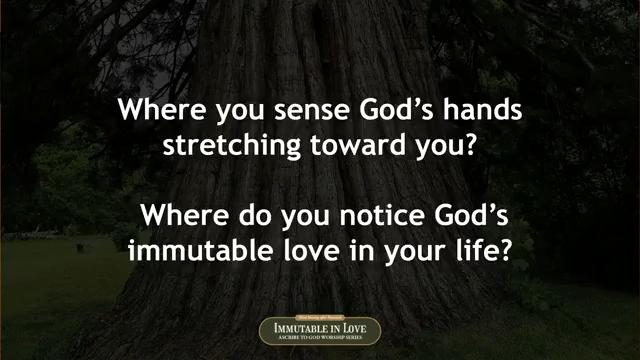 Where you sense God's hands
stretching toward you?
Where do you notice God's
immutable love in your life?
Immutable in Love
Ascribe to God Worship Series